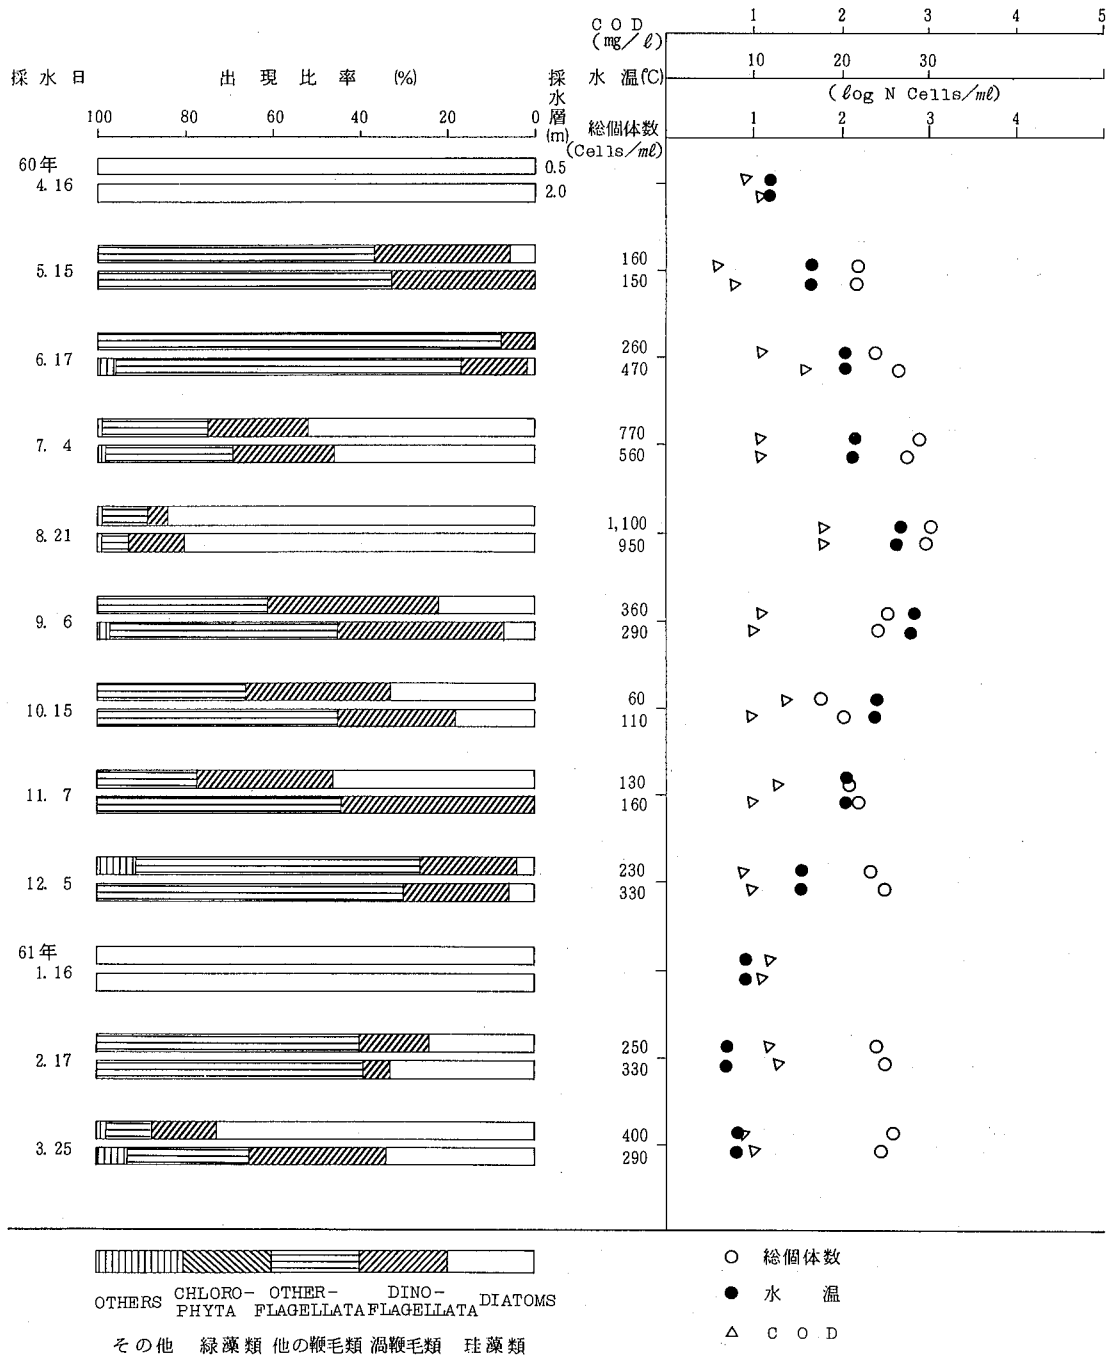 C O D 1 2 3 4 5
(mg/ℓ)
採水日 出現比率 (%) 採水層(m) 水温(℃) 10 20 30
(ℓog N Cells/mℓ)
100 80 60 40 20 0 総個体数 1 2 3 4 5
(Cells/mℓ)
60年 0.5
4. 16 2.0
160
5. 15
150
260
6. 17
470
770
7. 4
560
1,100
8. 21
950
360
9. 6
290
60
10. 15
110
130
11. 7
160
230
12. 5
330
61年
1. 16
250
2. 17
330
400
3. 25
290
OTHERS CHLORO-PHYTA OTHER-FLAGELLATA DINO-FLAGELLATA DIATOMS
その他 緑藻類 他の鞭毛類 渦鞭毛類 珪藻類
総個体数
水温
C O D